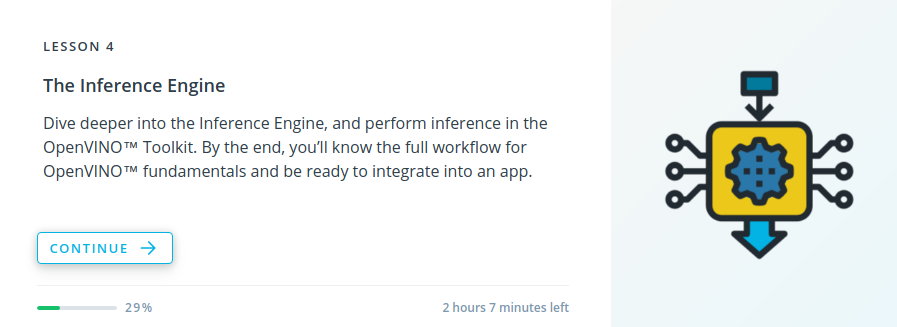 LESSON 4
The Inference Engine
Dive deeper into the Inference Engine, and perform inference in the
OpenVINO™ Toolkit. By the end, you’ll know the full workflow for
OpenVINO™ fundamentals and be ready to integrate into an app.
CONTINUE
29%
2 hours 7 minutes left